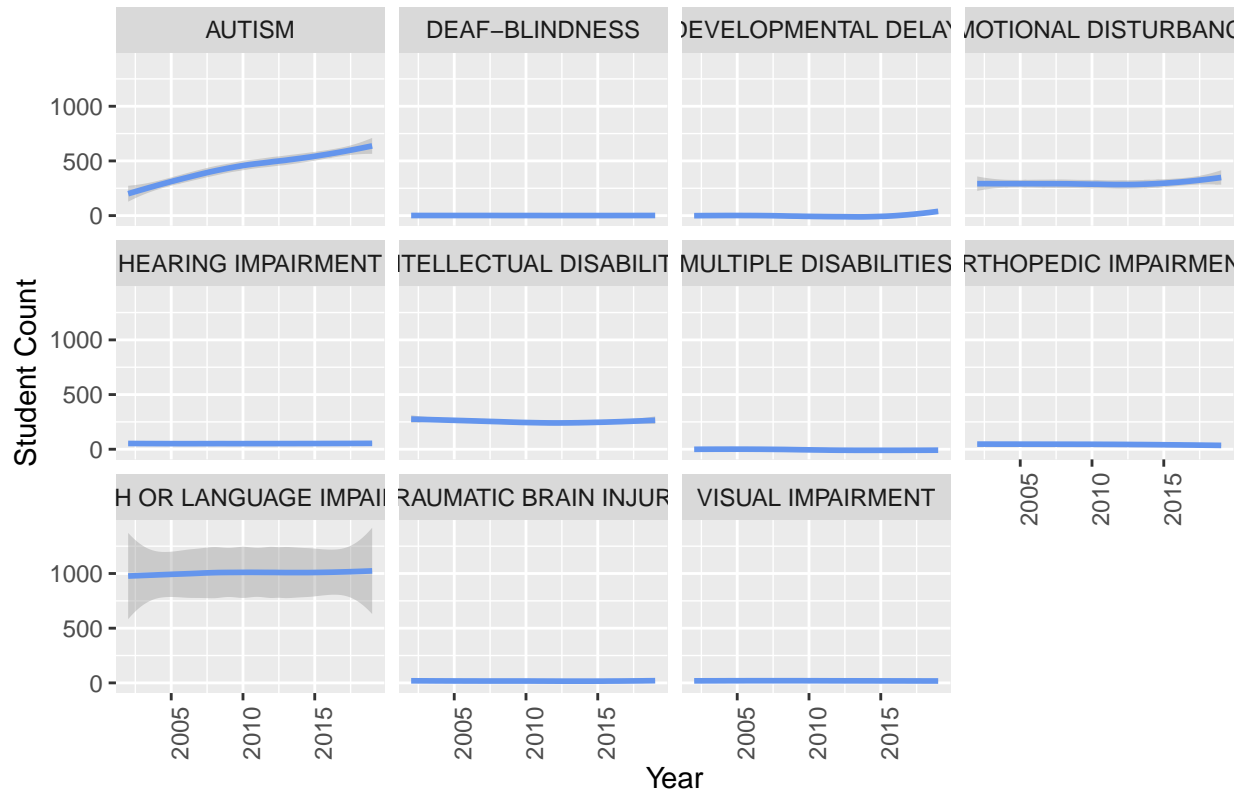 AUTISM
DEAF−BLINDNESS
DEVELOPMENTAL DELAY
MOTIONAL DISTURBANC
1000
500
0
HEARING IMPAIRMENT
NTELLECTUAL DISABILIT
MULTIPLE DISABILITIES
RTHOPEDIC IMPAIRMEN
1000
500
0
2005
2010
2015
H OR LANGUAGE IMPAI
RAUMATIC BRAIN INJUR
VISUAL IMPAIRMENT
1000
500
0
2005
2010
2015
2005
2010
2015
2005
2010
2015
Student Count
Year